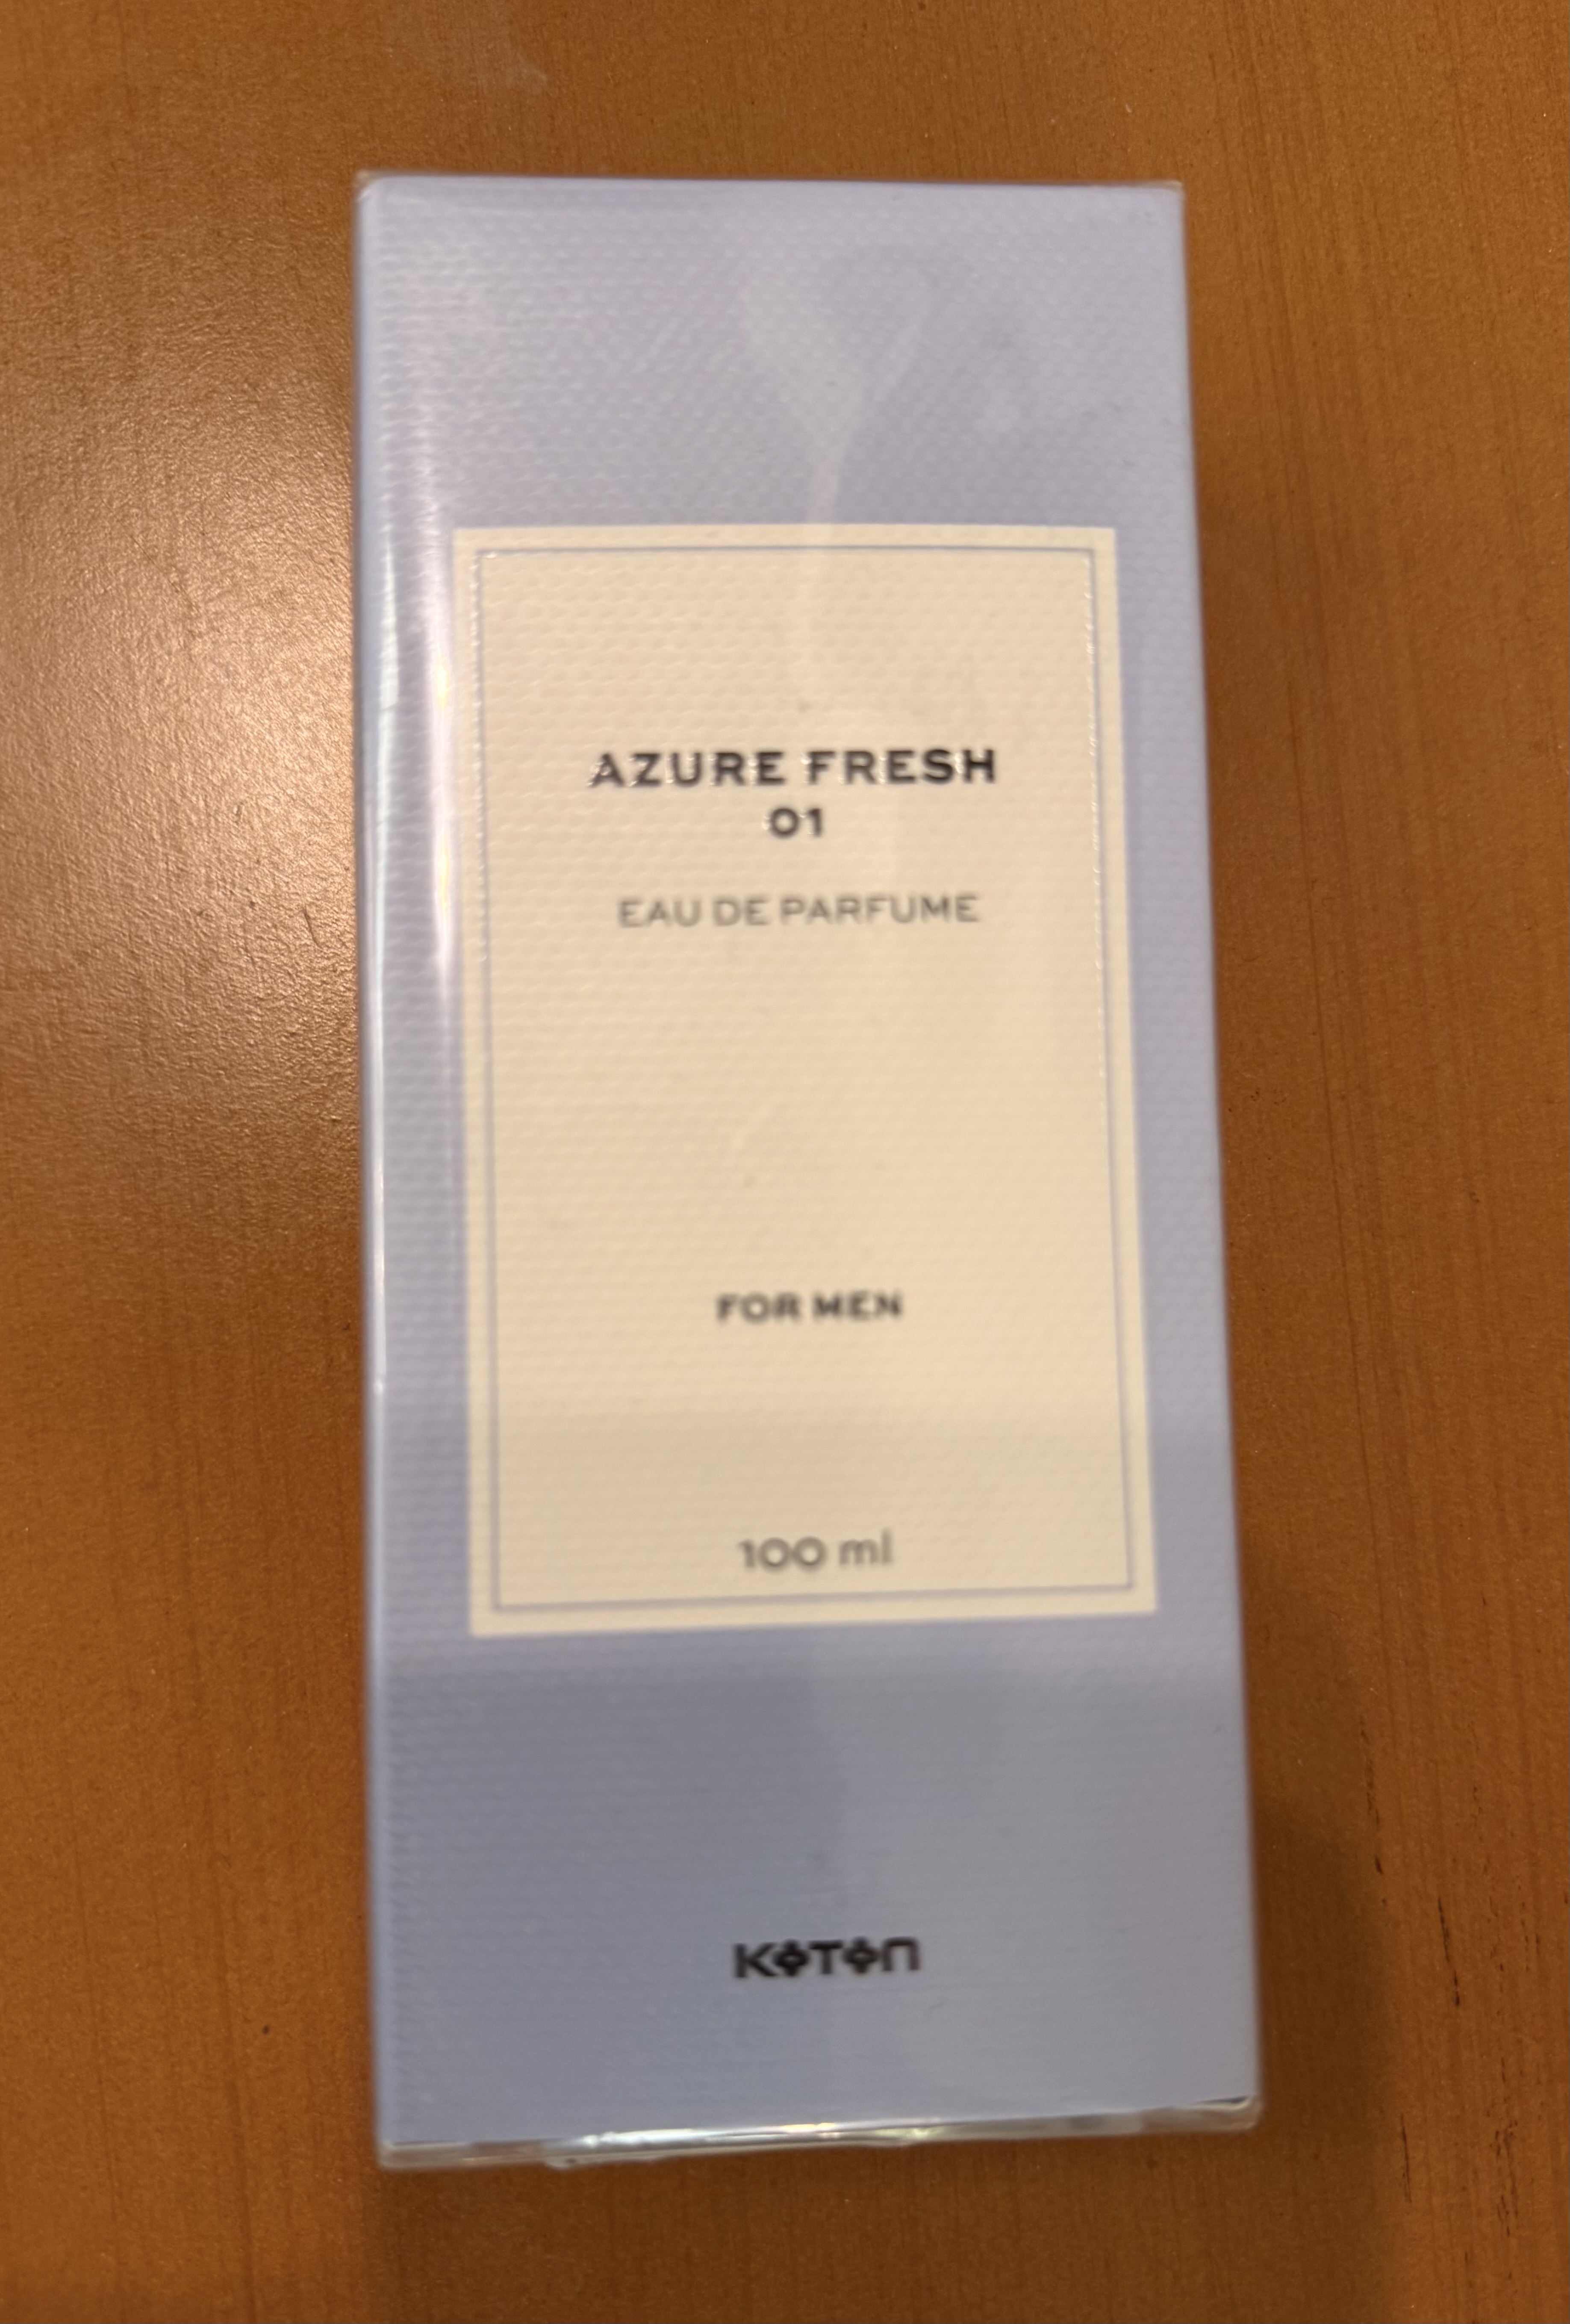 AZURE FRESH
01
EAU DE PARFUME
FOR MEN
100 ml
KOTON